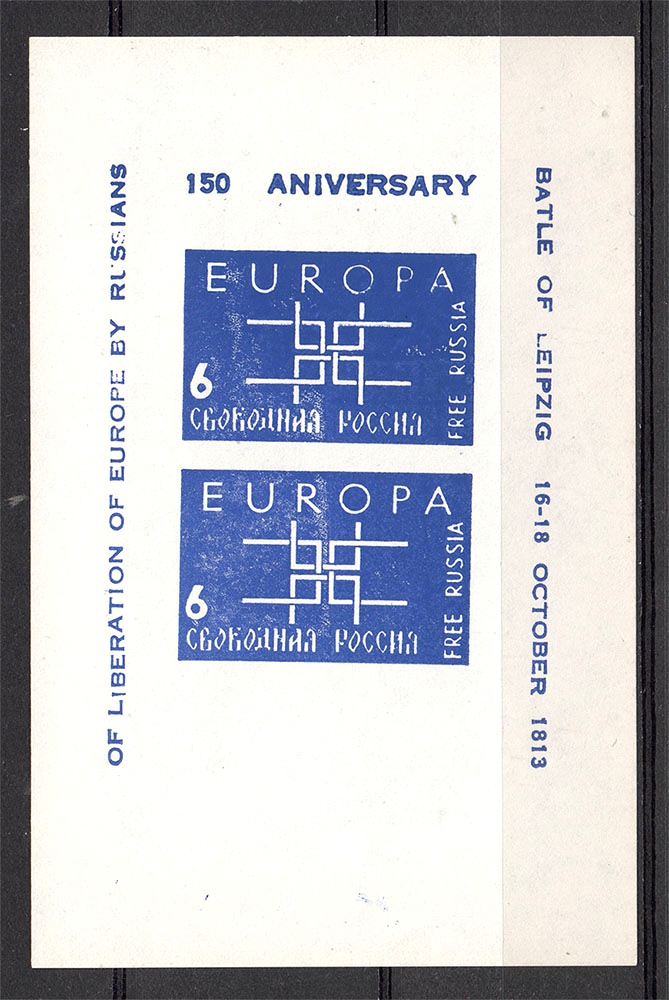 150 ANIVERSARY
OF LIBERATION OF EUROPE BY RUSSIANS
BATLE OF LEIPZIG 16-18 OCTOBER 1813
EUROPA
6
СВОБОДНАЯ РОССИЯ
FREE RUSSIA
EUROPA
6
СВОБОДНАЯ РОССИЯ
FREE RUSSIA